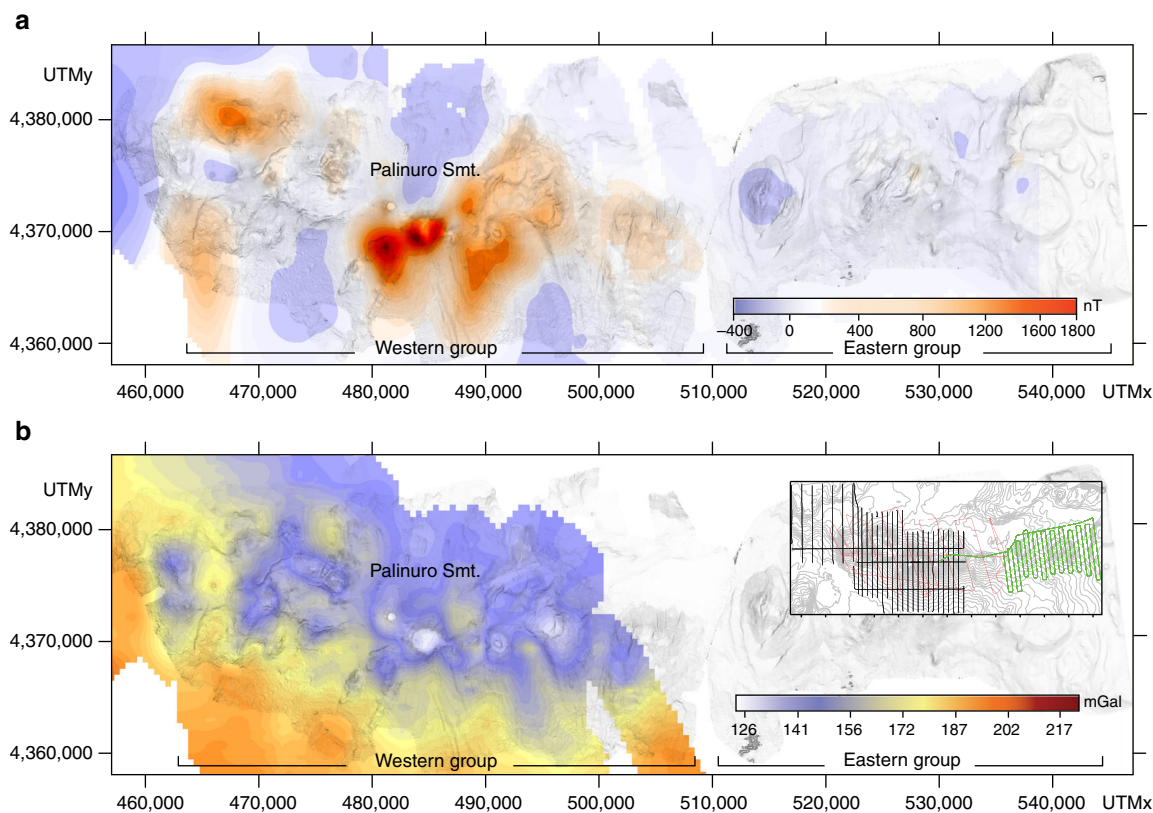 a
UTMy
4,380,000
4,370,000
4,360,000
Palinuro Smt.
nT
−400 0 400 800 1200 1600 1800
Western group
Eastern group
460,000 470,000 480,000 490,000 500,000 510,000 520,000 530,000 540,000 UTMx
b
UTMy
4,380,000
4,370,000
4,360,000
Palinuro Smt.
mGal
126 141 156 172 187 202 217
Western group
Eastern group
460,000 470,000 480,000 490,000 500,000 510,000 520,000 530,000 540,000 UTMx